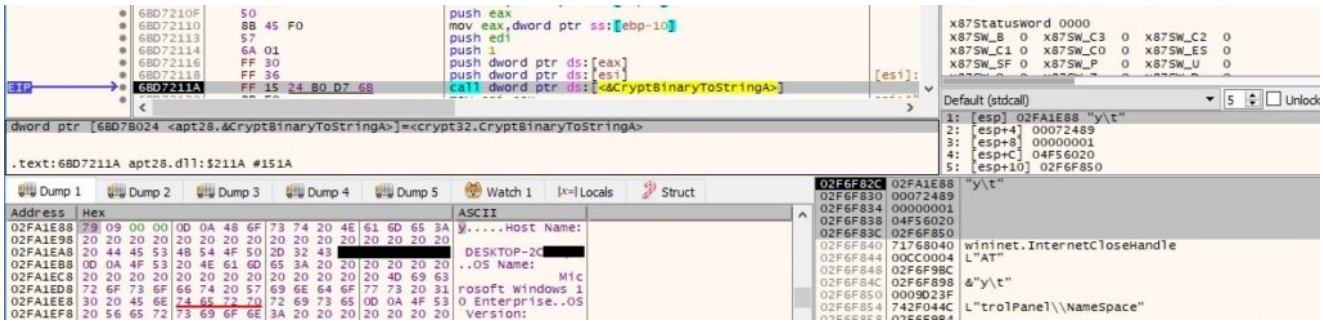 6BD7210F 50 push eax
6BD72110 8B 45 F0 mov eax,dword ptr ss:[ebp-10]
6BD72113 57 push edi
6BD72114 6A 01 push 1
6BD72116 FF 30 push dword ptr ds:[eax]
6BD72118 FF 36 push dword ptr ds:[esi] [esi]:
EIP 6BD7211A FF 15 24 B0 D7 6B call dword ptr ds:[<&CryptBinaryToStringA>]
x87StatusWord 0000
x87SW_B 0 x87SW_C3 0 x87SW_C2 0
x87SW_C1 0 x87SW_C0 0 x87SW_ES 0
x87SW_SF 0 x87SW_P 0 x87SW_U 0
Default (stdcall) 5 Unlock
1: [esp] 02FA1E88 "y\t"
2: [esp+4] 00072489
3: [esp+8] 00000001
4: [esp+C] 04F56020
5: [esp+10] 02F6F850
dword ptr [6BD7B024 <apt28.&CryptBinaryToStringA>]=<crypt32.CryptBinaryToStringA>
.text:6BD7211A apt28.dll:$211A #151A
Dump 1 Dump 2 Dump 3 Dump 4 Dump 5 Watch 1 [x=] Locals Struct
Address Hex ASCII
02FA1E88 79 09 00 00 0D 0A 48 6F 73 74 20 4E 61 6D 65 3A y.....Host Name:
02FA1E98 20 20 20 20 20 20 20 20 20 20 20 20 20 20 20 20
02FA1EA8 20 44 45 53 4B 54 4F 50 2D 32 43 DESKTOP-2C
02FA1EB8 0D 0A 4F 53 20 4E 61 6D 65 3A 20 20 20 20 20 20 ..OS Name:
02FA1EC8 20 20 20 20 20 20 20 20 20 20 20 20 20 4D 69 63 Mic
02FA1ED8 72 6F 73 6F 66 74 20 57 69 6E 64 6F 77 73 20 31 rosoft Windows 1
02FA1EE8 30 20 45 6E 74 65 72 70 72 69 73 65 0D 0A 4F 53 0 Enterprise..OS
02FA1EF8 20 56 65 72 73 69 6F 6E 3A 20 20 20 20 20 20 20 Version:
02F6F82C 02FA1E88 "y\t"
02F6F830 00072489
02F6F834 00000001
02F6F838 04F56020
02F6F83C 02F6F850
02F6F840 71768040 wininet.InternetCloseHandle
02F6F844 00CC0004 L"AT"
02F6F848 02F6F9BC
02F6F84C 02F6F898 &"y\t"
02F6F850 0009D23F
02F6F854 742F044C L"trolPanel\\NameSpace"